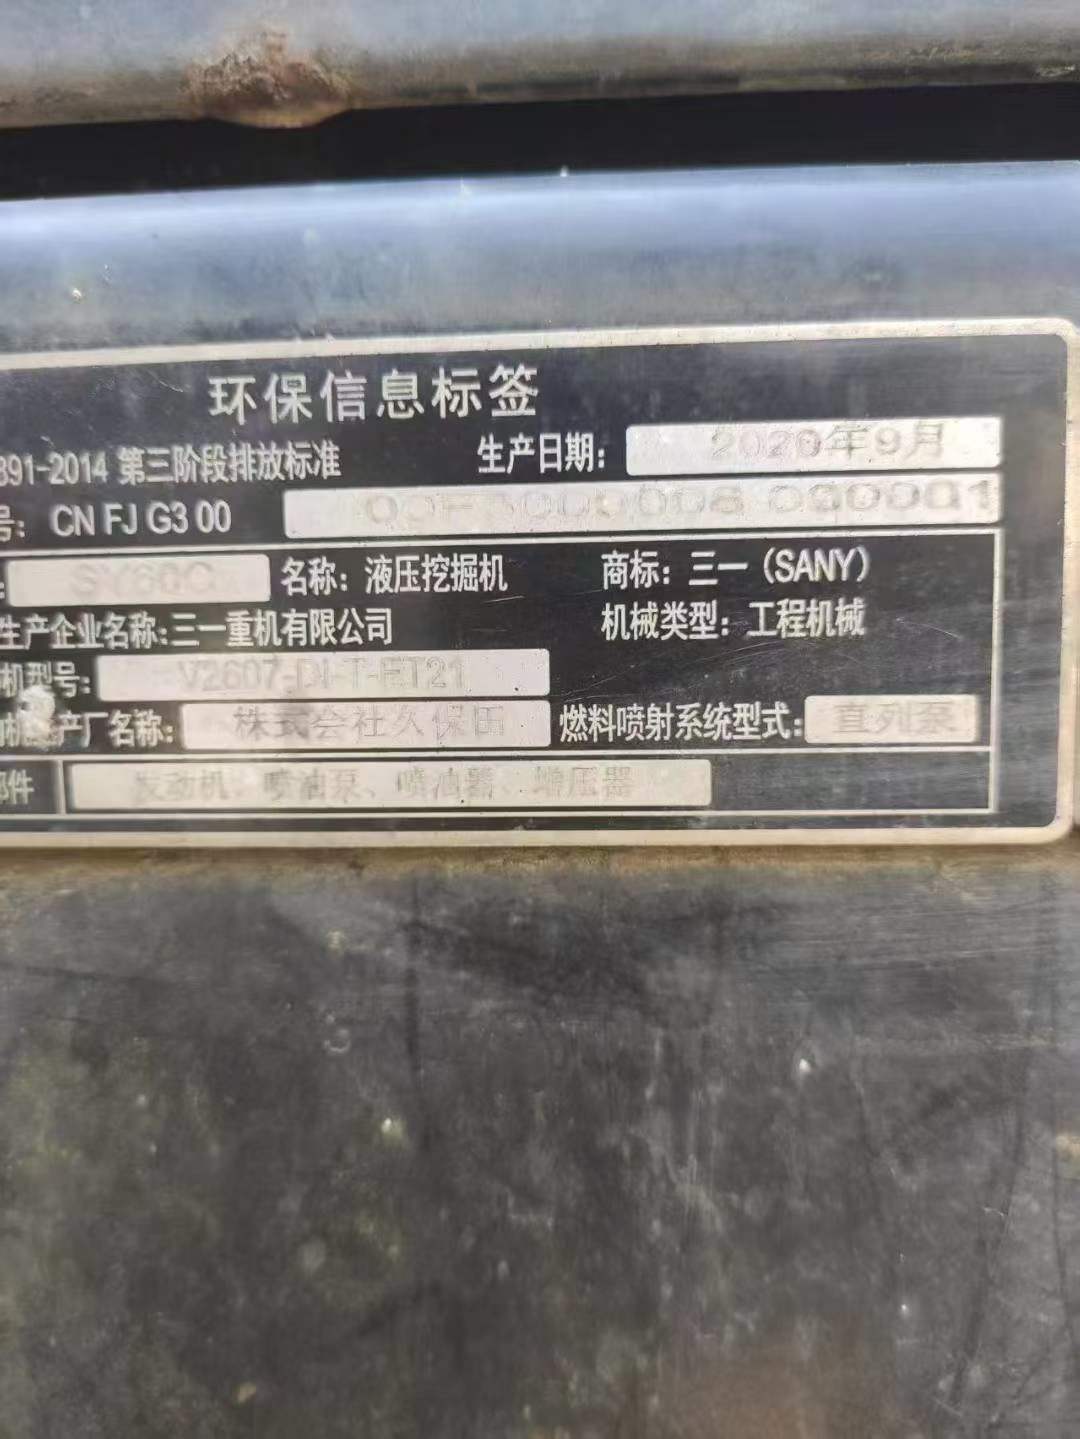 环保信息标签
891-2014 第三阶段排放标准 生产日期: 2020年9月
号: CN FJ G3 00
SY60C 名称: 液压挖掘机 商标: 三一 (SANY)
生产企业名称: 三一重机有限公司 机械类型: 工程机械
机型号: V2607-DI-T-ET21
产厂名称: 株式会社久保田 燃料喷射系统型式: 直列泵
部件 发动机、喷油泵、喷油器、增压器